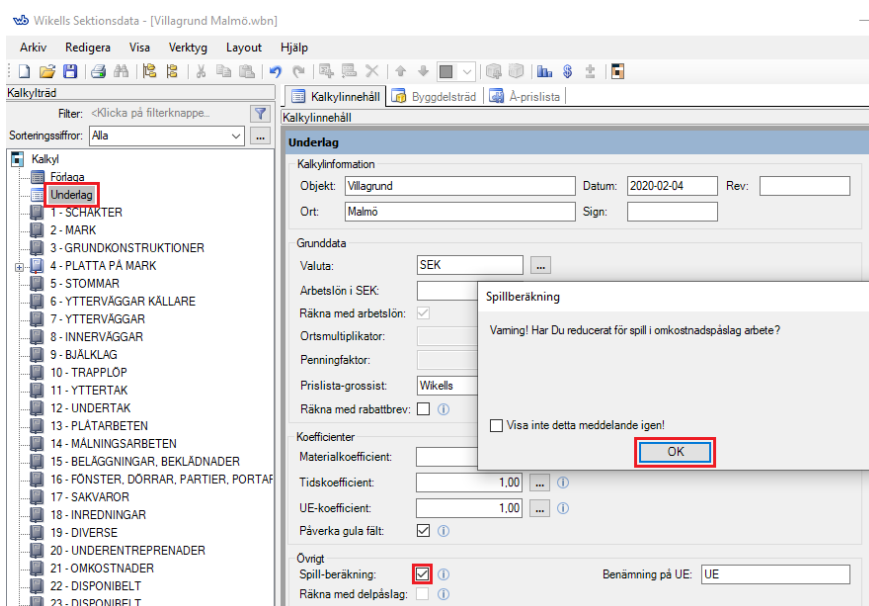 Wikells Sektionsdata - [Villagrund Malmö.wbn]
Arkiv Redigera Visa Verktyg Layout Hjälp
Kalkylträd
Filter: <Klicka på filterknappe...
Sorteringssiffror: Alla ...
Kalkyl
Förlaga
Underlag
1 - SCHAKTER
2 - MARK
3 - GRUNDKONSTRUKTIONER
4 - PLATTA PÅ MARK
5 - STOMMAR
6 - YTTERVÄGGAR KÄLLARE
7 - YTTERVÄGGAR
8 - INNERVÄGGAR
9 - BJÄLKLAG
10 - TRAPPLÖP
11 - YTTERTAK
12 - UNDERTAK
13 - PLÅTARBETEN
14 - MÅLNINGSARBETEN
15 - BELÄGGNINGAR, BEKLÄDNADER
16 - FÖNSTER, DÖRRAR, PARTIER, PORTAR
17 - SAKVAROR
18 - INREDNINGAR
19 - DIVERSE
20 - UNDERENTREPRENADER
21 - OMKOSTNADER
22 - DISPONIBELT
23 - DISPONIBELT
Kalkylinnehåll Byggdelsträd Á-prislista
Kalkylinnehåll
Underlag
Kalkylinformation
Objekt: Villagrund Datum: 2020-02-04 Rev:
Ort: Malmö Sign:
Grunddata
Valuta: SEK ...
Arbetslön i SEK:
Räkna med arbetslön:
Ortsmultiplikator:
Penningfaktor:
Prislista-grossist: Wikells
Räkna med rabattbrev:
Koefficienter
Materialkoefficient:
Tidskoefficient: 1,00 ...
UE-koefficient: 1,00 ...
Påverka gula fält:
Övrigt
Spill-beräkning: Benämning på UE: UE
Räkna med delpåslag:
Spillberäkning
Varning! Har Du reducerat för spill i omkostnadspåslag arbete?
Visa inte detta meddelande igen!
OK